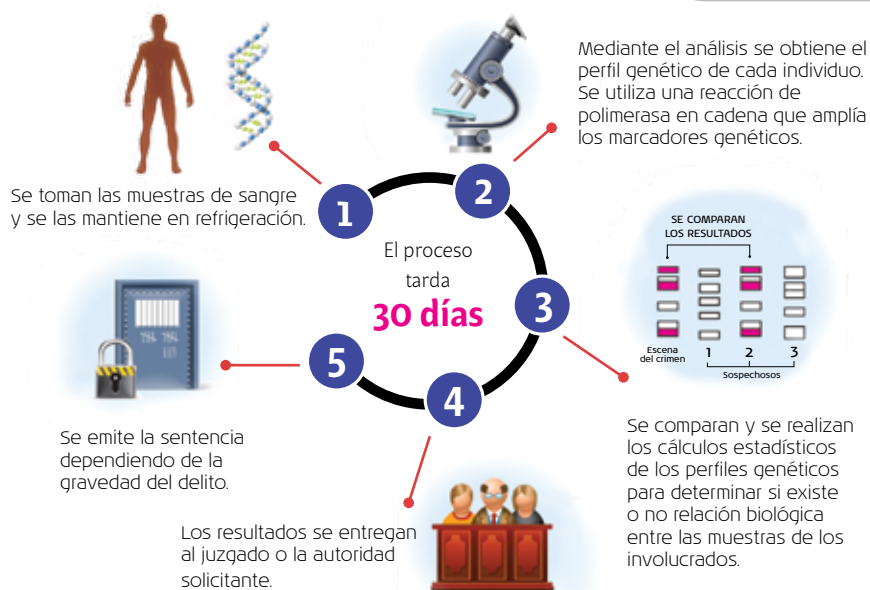 1
Se toman las muestras de sangre
y se las mantiene en refrigeración.
2
Mediante el análisis se obtiene el
perfil genético de cada individuo.
Se utiliza una reacción de
polimerasa en cadena que amplía
los marcadores genéticos.
El proceso
tarda
30 días
3
SE COMPARAN
LOS RESULTADOS
Escena
del crimen
1
2
3
Sospechosos
Se comparan y se realizan
los cálculos estadísticos
de los perfiles genéticos
para determinar si existe
o no relación biológica
entre las muestras de los
involucrados.
4
Los resultados se entregan
al juzgado o la autoridad
solicitante.
5
Se emite la sentencia
dependiendo de la
gravedad del delito.